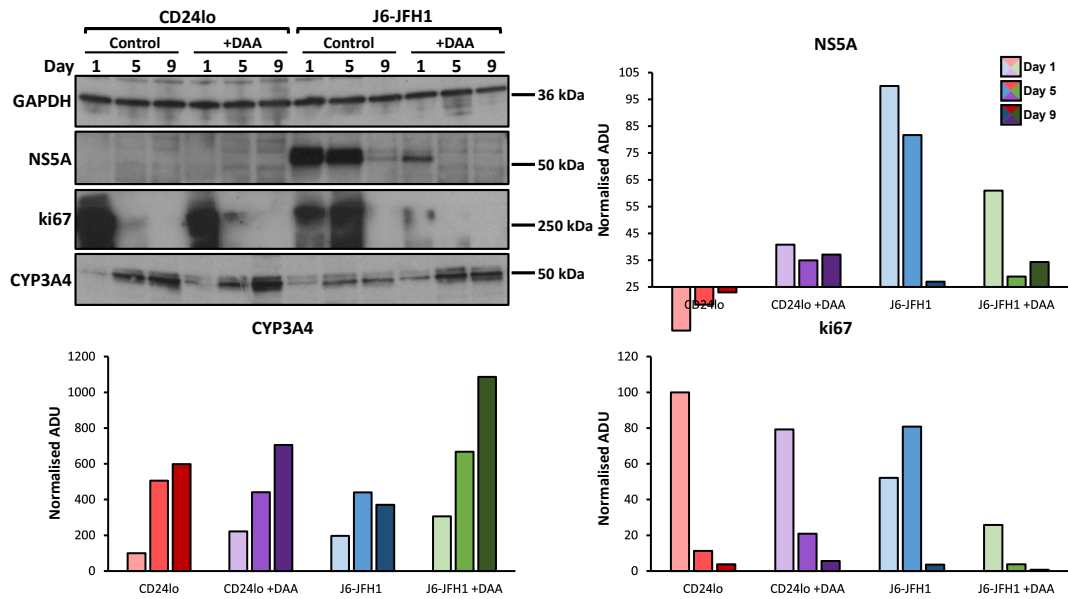 CD24lo J6-JFH1
Control +DAA Control +DAA
Day 1 5 9 1 5 9 1 5 9 1 5 9
GAPDH 36 kDa
NS5A 50 kDa
ki67 250 kDa
CYP3A4 50 kDa
NS5A
Day 1
Day 5
Day 9
Normalised ADU
105
95
85
75
65
55
45
35
25
CD24lo CD24lo +DAA J6-JFH1 J6-JFH1 +DAA
CYP3A4
Normalised ADU
1200
1000
800
600
400
200
0
CD24lo CD24lo +DAA J6-JFH1 J6-JFH1 +DAA
ki67
Normalised ADU
120
100
80
60
40
20
0
CD24lo CD24lo +DAA J6-JFH1 J6-JFH1 +DAA